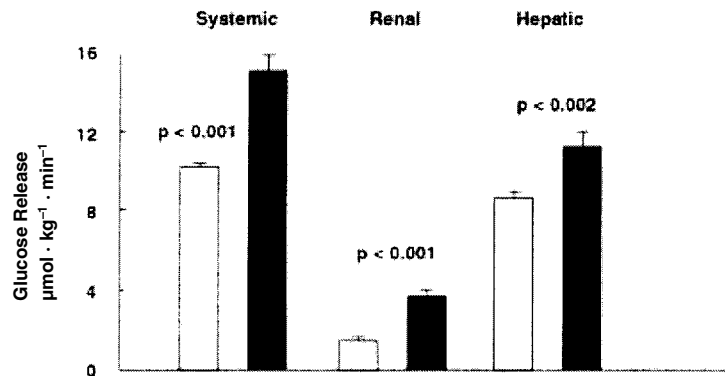 Systemic Renal Hepatic
16
12
8
4
0
Glucose Release
µmol · kg⁻¹ · min⁻¹
p < 0.001
p < 0.001
p < 0.002